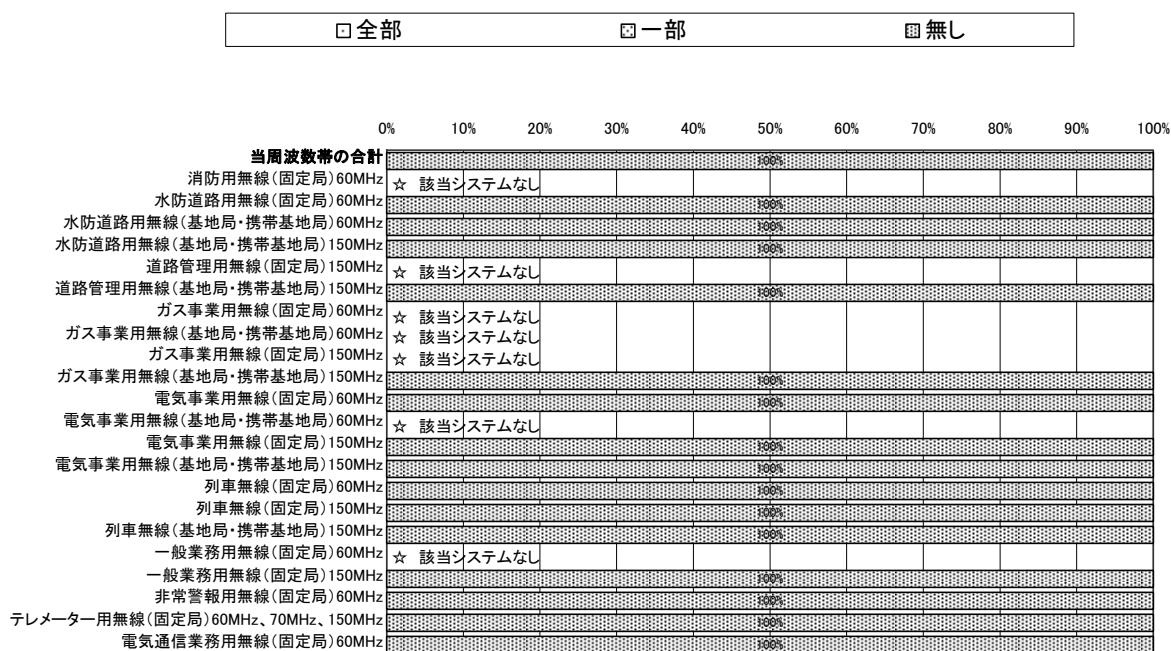 全部 一部 無し
0% 10% 20% 30% 40% 50% 60% 70% 80% 90% 100%
当周波数帯の合計 100%
消防用無線(固定局)60MHz ☆ 該当システムなし
水防道路用無線(固定局)60MHz 100%
水防道路用無線(基地局・携帯基地局)60MHz 100%
水防道路用無線(基地局・携帯基地局)150MHz 100%
道路管理用無線(固定局)150MHz ☆ 該当システムなし
道路管理用無線(基地局・携帯基地局)150MHz 100%
ガス事業用無線(固定局)60MHz ☆ 該当システムなし
ガス事業用無線(基地局・携帯基地局)60MHz ☆ 該当システムなし
ガス事業用無線(固定局)150MHz ☆ 該当システムなし
ガス事業用無線(基地局・携帯基地局)150MHz 100%
電気事業用無線(固定局)60MHz 100%
電気事業用無線(基地局・携帯基地局)60MHz ☆ 該当システムなし
電気事業用無線(固定局)150MHz 100%
電気事業用無線(基地局・携帯基地局)150MHz 100%
列車無線(固定局)60MHz 100%
列車無線(固定局)150MHz 100%
列車無線(基地局・携帯基地局)150MHz 100%
一般業務用無線(固定局)60MHz ☆ 該当システムなし
一般業務用無線(固定局)150MHz 100%
非常警報用無線(固定局)60MHz 100%
テレメーター用無線(固定局)60MHz、70MHz、150MHz 100%
電気通信業務用無線(固定局)60MHz 100%